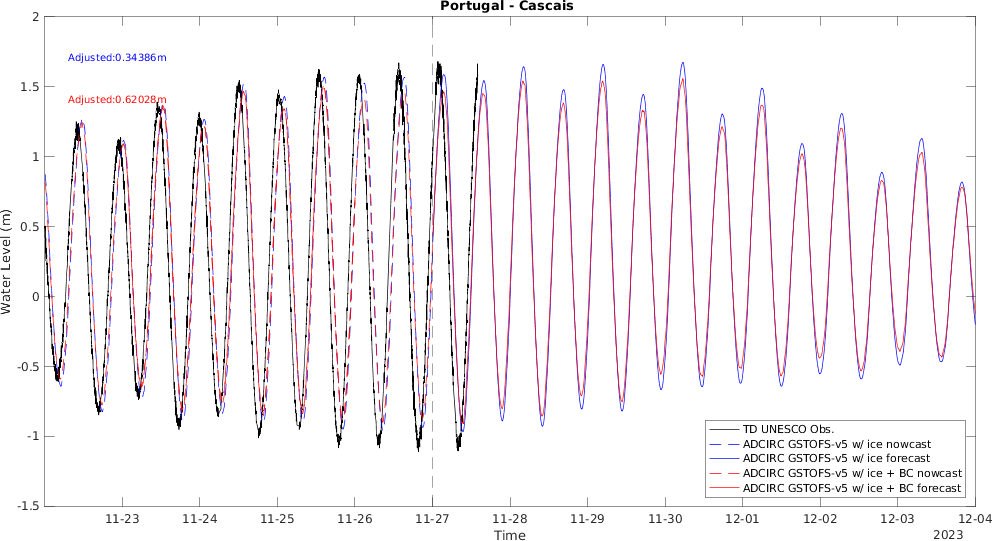 Portugal - Cascais
Adjusted:0.34386m
Adjusted:0.62028m
Water Level (m)
2
1.5
1
0.5
0
-0.5
-1
-1.5
TD UNESCO Obs.
ADCIRC GSTOFS-v5 w/ ice nowcast
ADCIRC GSTOFS-v5 w/ ice forecast
ADCIRC GSTOFS-v5 w/ ice + BC nowcast
ADCIRC GSTOFS-v5 w/ ice + BC forecast
11-23 11-24 11-25 11-26 11-27 11-28 11-29 11-30 12-01 12-02 12-03 12-04
Time
2023